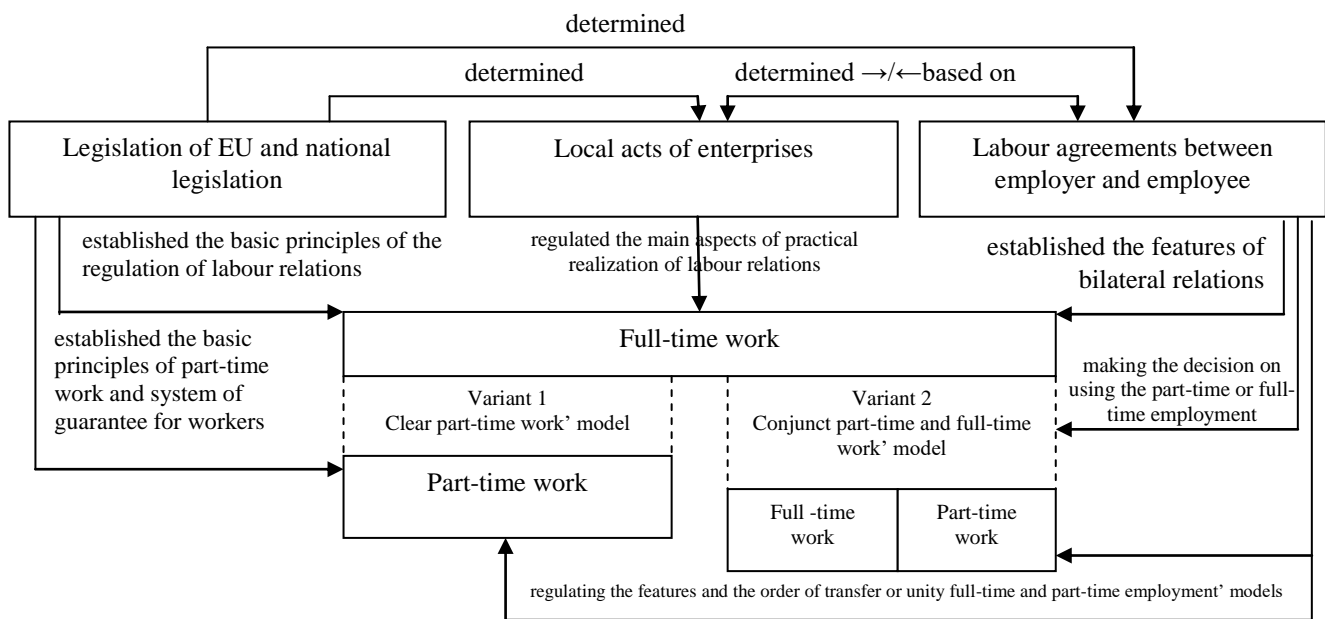 determined
determined
determined →/←based on
Legislation of EU and national
legislation
Local acts of enterprises
Labour agreements between
employer and employee
established the basic principles of the
regulation of labour relations
regulated the main aspects of practical
realization of labour relations
established the features of
bilateral relations
established the basic
principles of part-time
work and system of
guarantee for workers
Full-time work
making the decision on
using the part-time or full-
time employment
Variant 1
Clear part-time work’ model
Variant 2
Conjunct part-time and full-time
work’ model
Part-time work
Full -time
work
Part-time
work
regulating the features and the order of transfer or unity full-time and part-time employment’ models